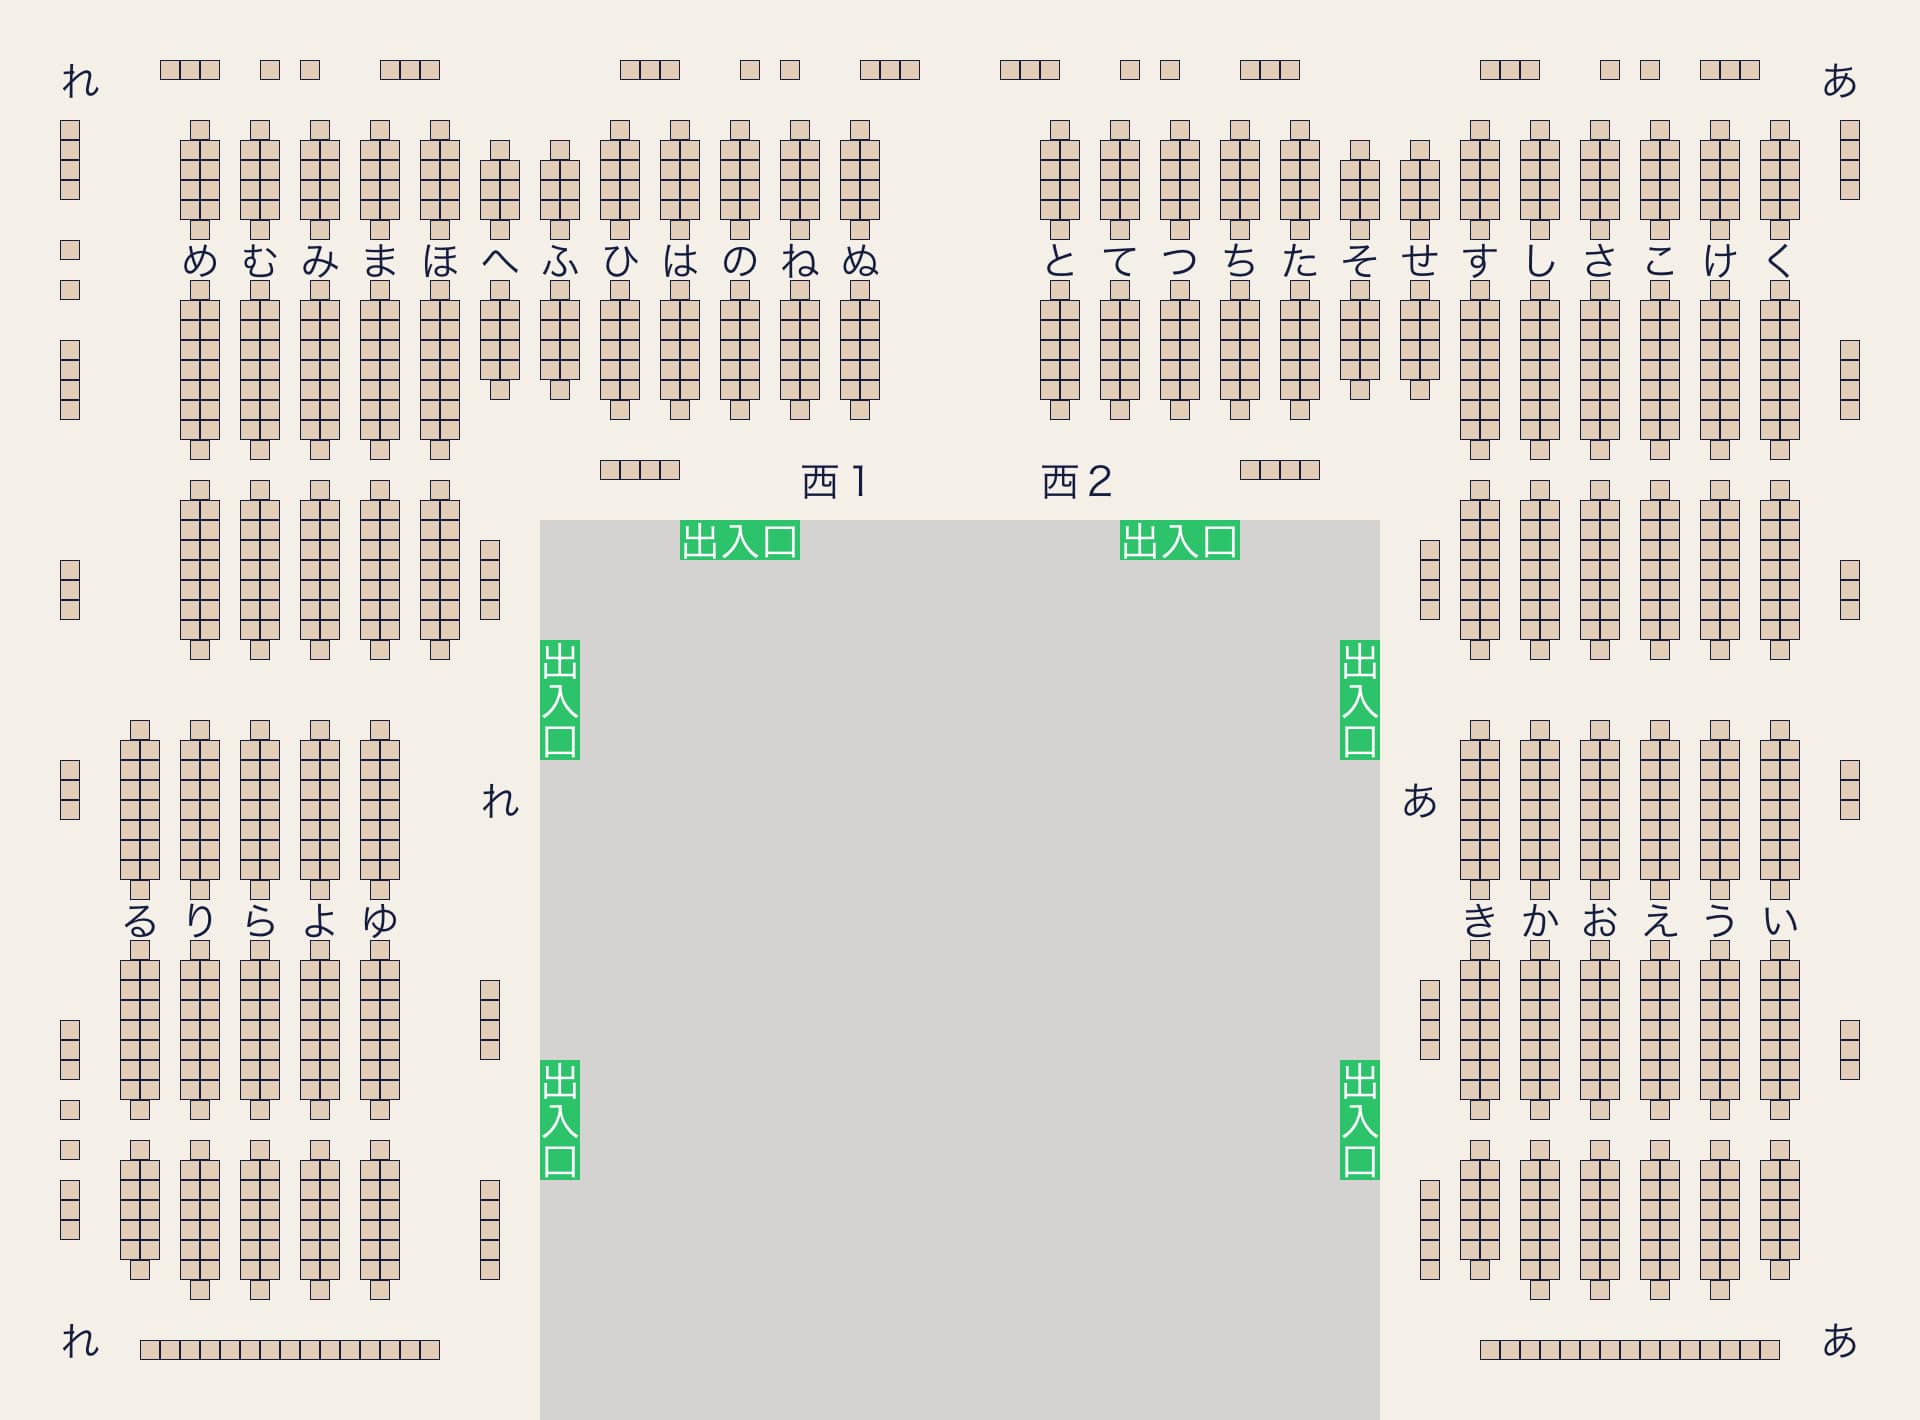 れ
あ
めむみまほへふひはのねぬ
とてつちたそせすしさこけく
西1
西2
出入口
出入口
出入口
出入口
れ
あ
るりらよゆ
きかおえうい
出入口
出入口
れ
あ